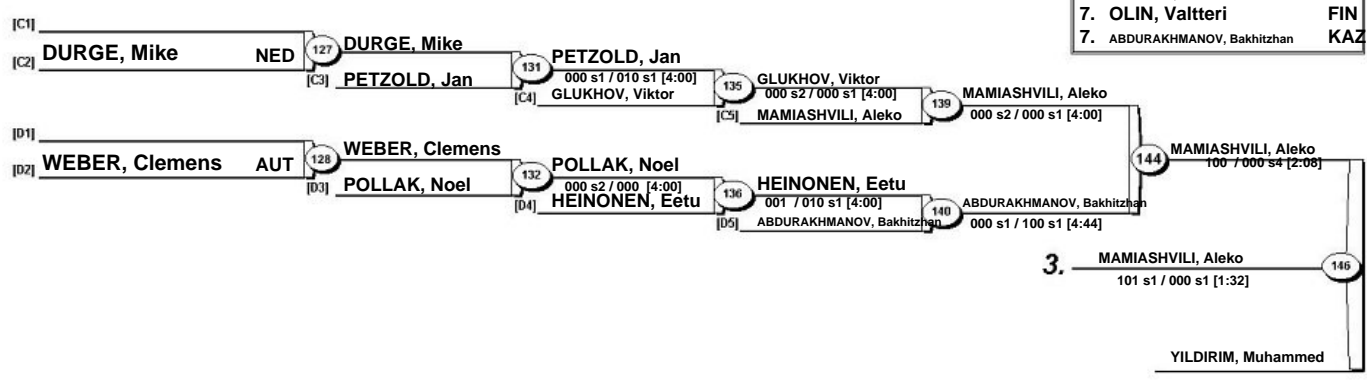 7. OLIN, Valtteri FIN
7. ABDURAKHMANOV, Bakhitzhan KAZ
[C1]
[C2] DURGE, Mike NED
127
DURGE, Mike
[C3] PETZOLD, Jan
131
PETZOLD, Jan
000 s1 / 010 s1 [4:00]
[C4] GLUKHOV, Viktor
135
GLUKHOV, Viktor
000 s2 / 000 s1 [4:00]
[C5] MAMIASHVILI, Aleko
139
MAMIASHVILI, Aleko
000 s2 / 000 s1 [4:00]
[D1]
[D2] WEBER, Clemens AUT
128
WEBER, Clemens
[D3] POLLAK, Noel
132
POLLAK, Noel
000 s2 / 000 [4:00]
[D4] HEINONEN, Eetu
136
HEINONEN, Eetu
001 / 010 s1 [4:00]
[D5] ABDURAKHMANOV, Bakhitzhan
140
ABDURAKHMANOV, Bakhitzhan
000 s1 / 100 s1 [4:44]
144
MAMIASHVILI, Aleko
100 / 000 s4 [2:08]
3. MAMIASHVILI, Aleko
101 s1 / 000 s1 [1:32]
146
YILDIRIM, Muhammed